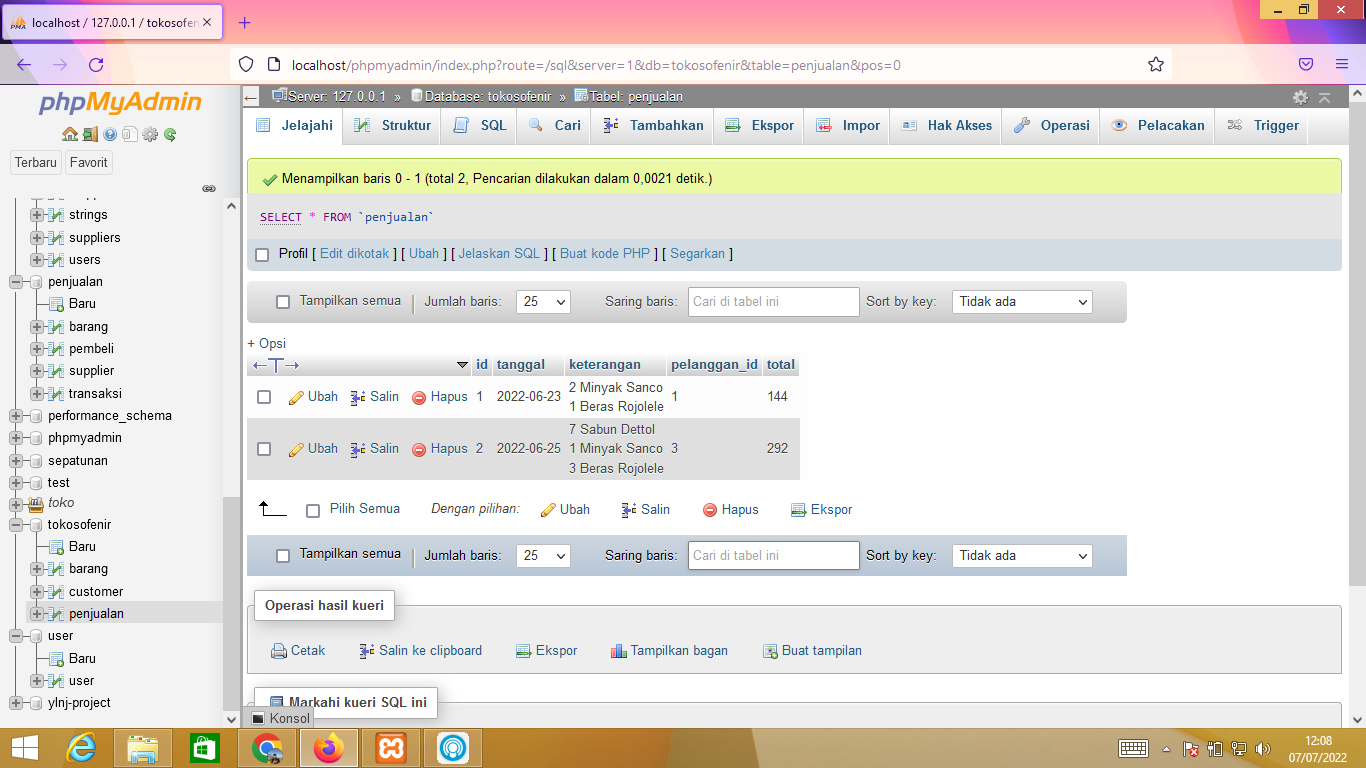 localhost / 127.0.0.1 / tokosofen
localhost/phpmyadmin/index.php?route=/sql&server=1&db=tokosofenir&table=penjualan&pos=0
phpMyAdmin
Terbaru Favorit
strings
suppliers
users
penjualan
Baru
barang
pembeli
supplier
transaksi
performance_schema
phpmyadmin
sepatunan
test
toko
tokosofenir
Baru
barang
customer
penjualan
user
Baru
user
ylnj-project
Server: 127.0.0.1 » Database: tokosofenir » Tabel: penjualan
Jelajahi Struktur SQL Cari Tambahkan Ekspor Impor Hak Akses Operasi Pelacakan Trigger
Menampilkan baris 0 - 1 (total 2, Pencarian dilakukan dalam 0,0021 detik.)
SELECT * FROM `penjualan`
Profil [ Edit dikotak ] [ Ubah ] [ Jelaskan SQL ] [ Buat kode PHP ] [ Segarkan ]
Tampilkan semua Jumlah baris: 25 Saring baris: Cari di tabel ini Sort by key: Tidak ada
+ Opsi
←T→ id tanggal keterangan pelanggan_id total
Ubah Salin Hapus 1 2022-06-23 2 Minyak Sanco 1 144
1 Beras Rojolele
7 Sabun Dettol
Ubah Salin Hapus 2 2022-06-25 1 Minyak Sanco 3 292
3 Beras Rojolele
Pilih Semua Dengan pilihan: Ubah Salin Hapus Ekspor
Tampilkan semua Jumlah baris: 25 Saring baris: Cari di tabel ini Sort by key: Tidak ada
Operasi hasil kueri
Cetak Salin ke clipboard Ekspor Tampilkan bagan Buat tampilan
Markahi kueri SQL ini
Konsol
12:08
07/07/2022